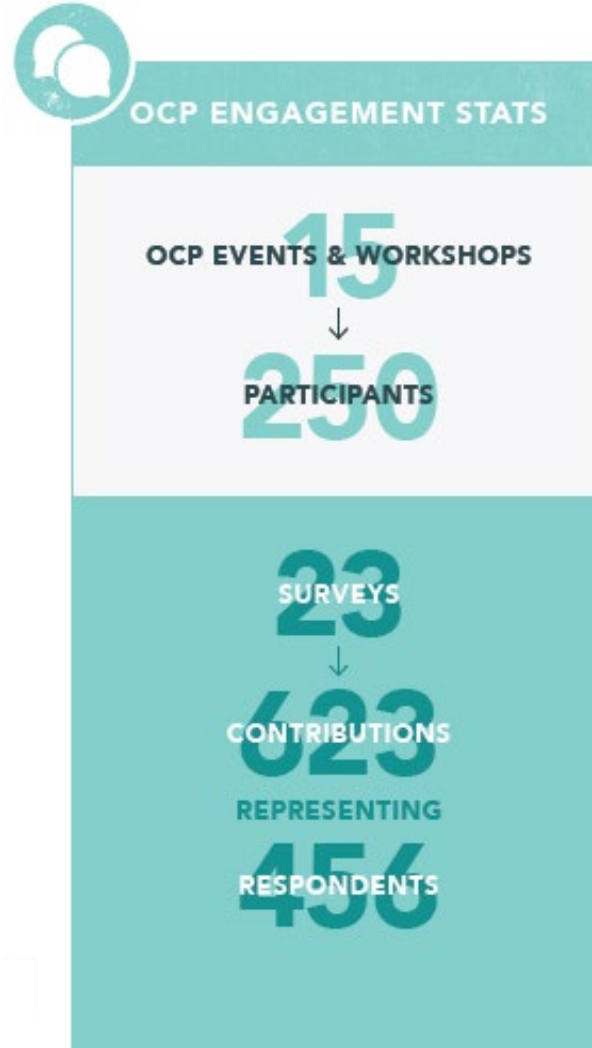 OCP ENGAGEMENT STATS
15
OCP EVENTS & WORKSHOPS
↓
250
PARTICIPANTS
23
SURVEYS
↓
623
CONTRIBUTIONS
REPRESENTING
456
RESPONDENTS